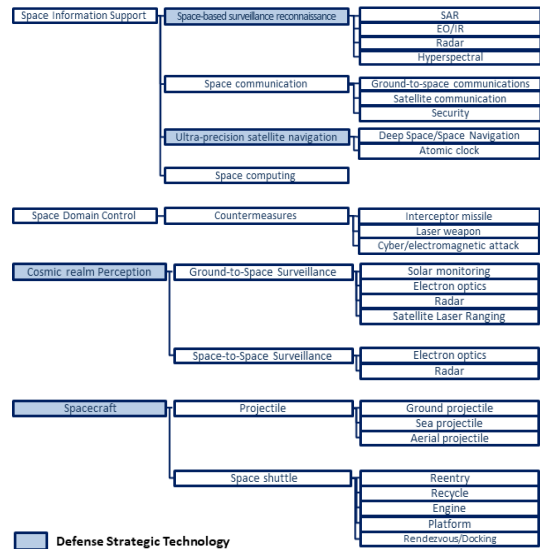 Space Information Support
Space-based surveillance reconnaissance
SAR
EO/IR
Radar
Hyperspectral
Space communication
Ground-to-space communications
Satellite communication
Security
Ultra-precision satellite navigation
Deep Space/Space Navigation
Atomic clock
Space computing
Space Domain Control
Countermeasures
Interceptor missile
Laser weapon
Cyber/electromagnetic attack
Cosmic realm Perception
Ground-to-Space Surveillance
Solar monitoring
Electron optics
Radar
Satellite Laser Ranging
Space-to-Space Surveillance
Electron optics
Radar
Spacecraft
Projectile
Ground projectile
Sea projectile
Aerial projectile
Space shuttle
Reentry
Recycle
Engine
Platform
Rendezvous/Docking
Defense Strategic Technology